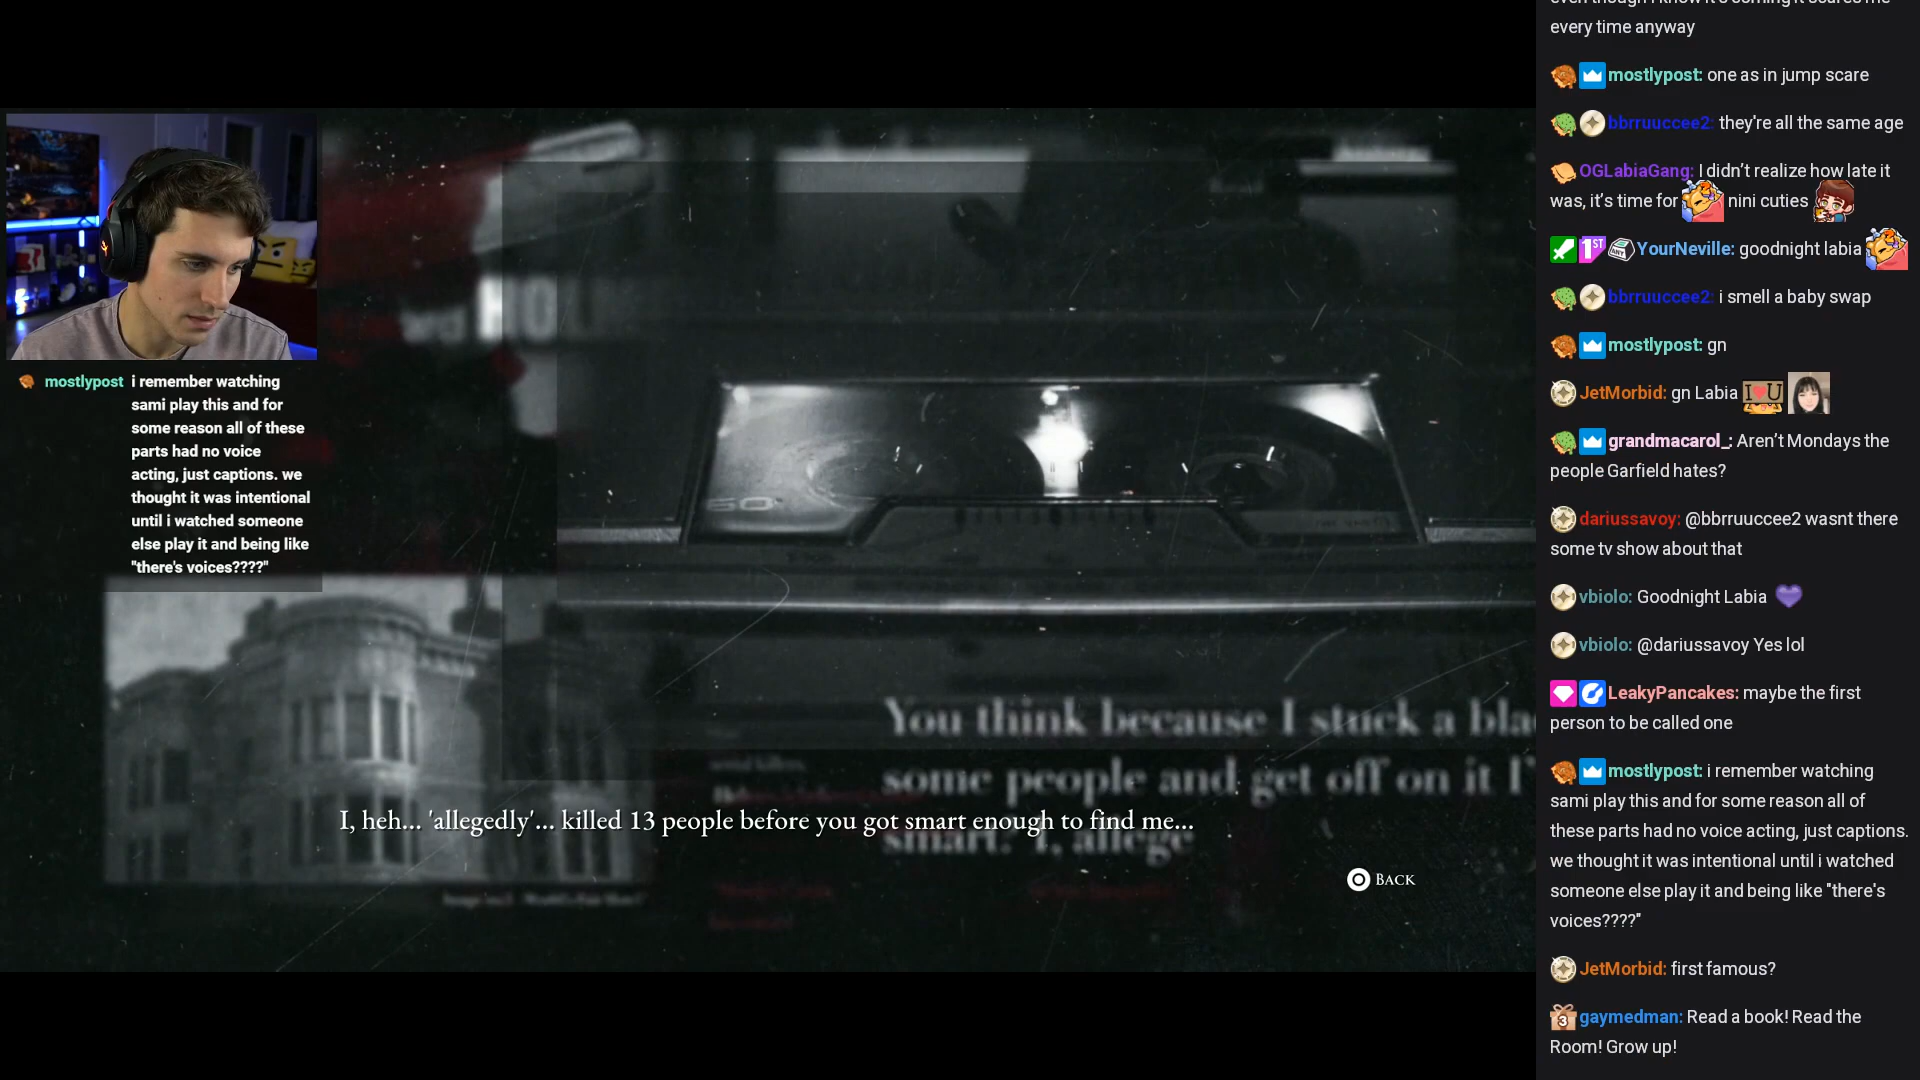 mostlypost i remember watching
sami play this and for
some reason all of these
parts had no voice
acting, just captions. we
thought it was intentional
until i watched someone
else play it and being like
"there's voices????"
You think because I stuck a
some people and get off on it
smart? I,
I, heh... 'allegedly'... killed 13 people before you got smart enough to find me...
BACK
every time anyway
mostlypost: one as in jump scare
bbrruuccee2: they're all the same age
OGLabiaGang: I didn’t realize how late it
was, it’s time for nini cuties
1ST YourNeville: goodnight labia
bbrruuccee2: i smell a baby swap
mostlypost: gn
JetMorbid: gn Labia I U
grandmacarol_: Aren’t Mondays the
people Garfield hates?
dariussavoy: @bbrruuccee2 wasnt there
some tv show about that
vbiolo: Goodnight Labia
vbiolo: @dariussavoy Yes lol
LeakyPancakes: maybe the first
person to be called one
mostlypost: i remember watching
sami play this and for some reason all of
these parts had no voice acting, just captions.
we thought it was intentional until i watched
someone else play it and being like "there's
voices????"
JetMorbid: first famous?
3 gaymedman: Read a book! Read the
Room! Grow up!